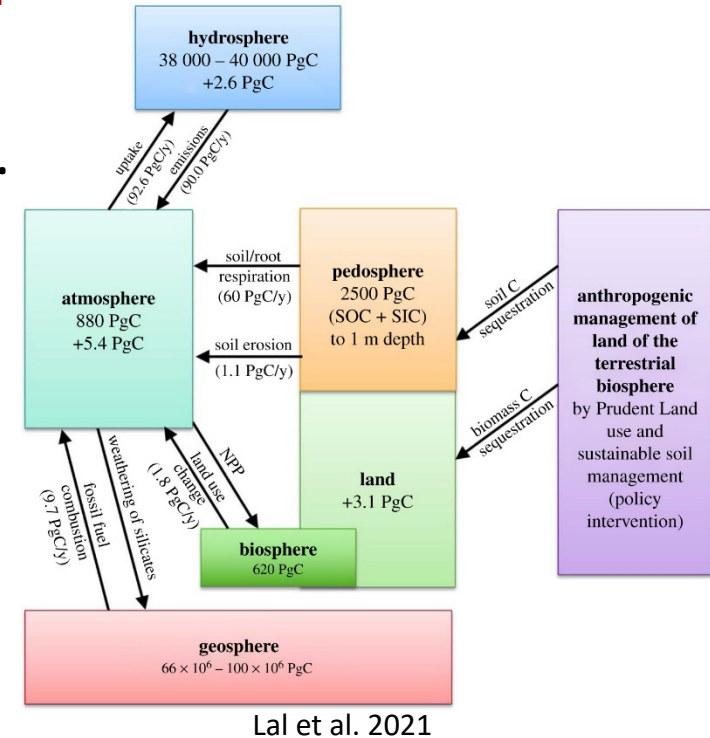 hydrosphere
38 000 – 40 000 PgC
+2.6 PgC
uptake
(92.6 PgC/y)
emissions
(90.0 PgC/y)
atmosphere
880 PgC
+5.4 PgC
soil/root
respiration
(60 PgC/y)
soil erosion
(1.1 PgC/y)
pedosphere
2500 PgC
(SOC + SIC)
to 1 m depth
soil C
sequestration
biomass C
sequestration
anthropogenic
management of
land of the
terrestrial
biosphere
by Prudent Land
use and
sustainable soil
management
(policy
intervention)
land
+3.1 PgC
NPP
land use
change
(1.8 PgC/y)
weathering of silicates
fossil fuel
combustion
(9.7 PgC/y)
biosphere
620 PgC
geosphere
66 × 10⁶ – 100 × 10⁶ PgC
Lal et al. 2021